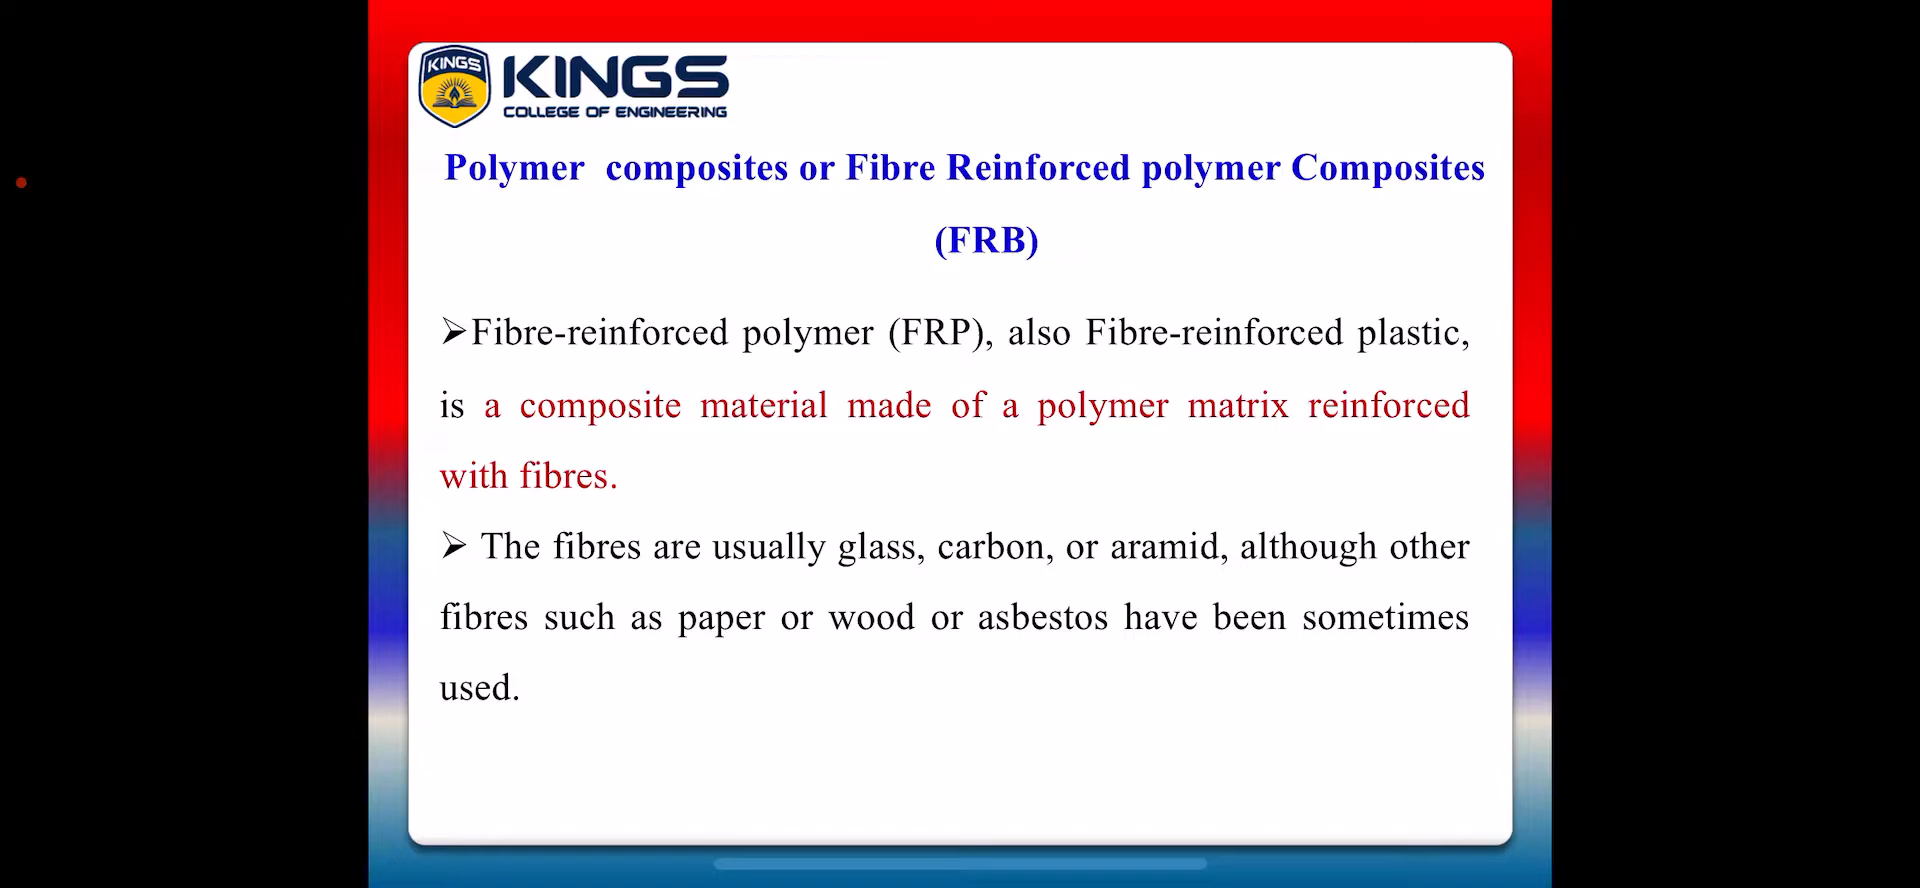 KINGS
KINGS
COLLEGE OF ENGINEERING
Polymer composites or Fibre Reinforced polymer Composites
(FRB)
➢Fibre-reinforced polymer (FRP), also Fibre-reinforced plastic,
is a composite material made of a polymer matrix reinforced
with fibres.
➢ The fibres are usually glass, carbon, or aramid, although other
fibres such as paper or wood or asbestos have been sometimes
used.